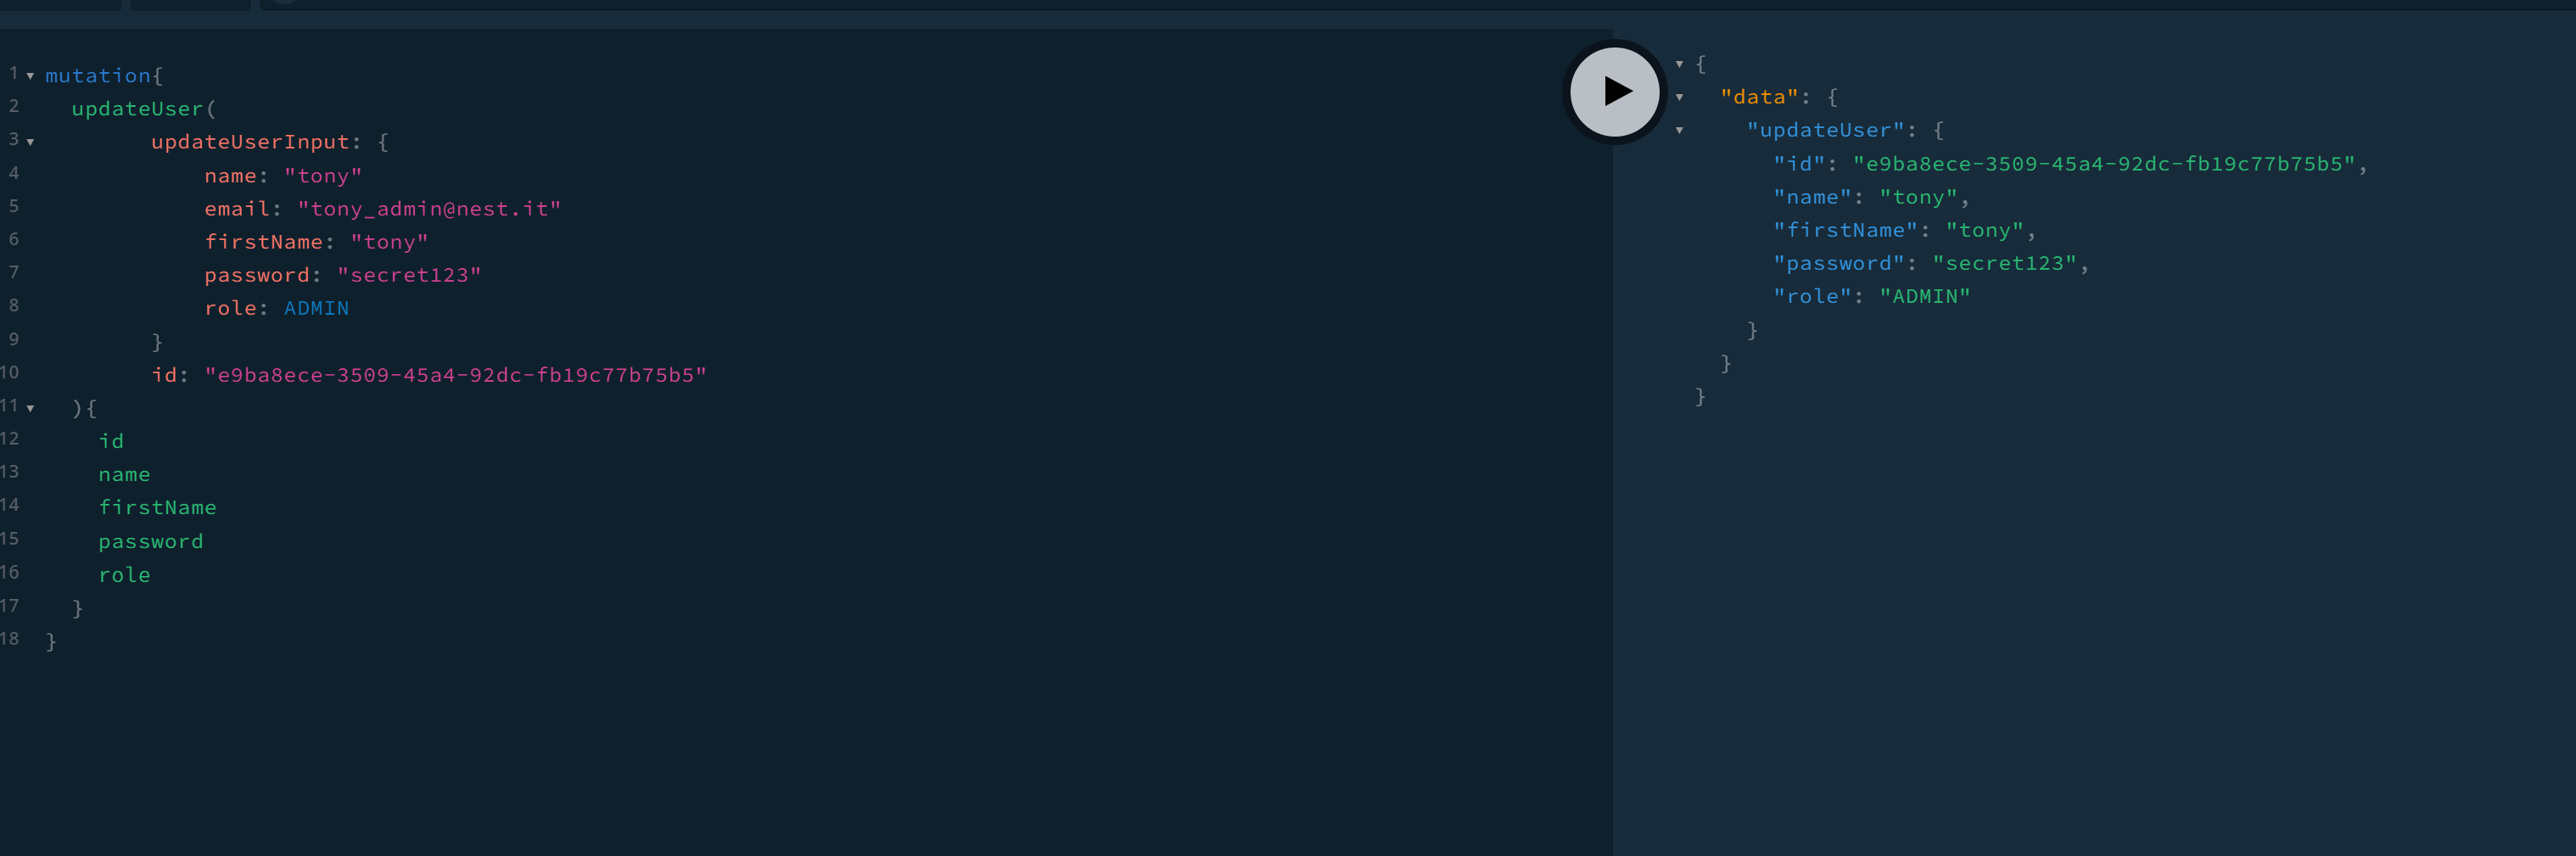 1 mutation{
2 updateUser(
3 updateUserInput: {
4 name: "tony"
5 email: "tony_admin@nest.it"
6 firstName: "tony"
7 password: "secret123"
8 role: ADMIN
9 }
10 id: "e9ba8ece-3509-45a4-92dc-fb19c77b75b5"
11 ){
12 id
13 name
14 firstName
15 password
16 role
17 }
18 }
{
"data": {
"updateUser": {
"id": "e9ba8ece-3509-45a4-92dc-fb19c77b75b5",
"name": "tony",
"firstName": "tony",
"password": "secret123",
"role": "ADMIN"
}
}
}